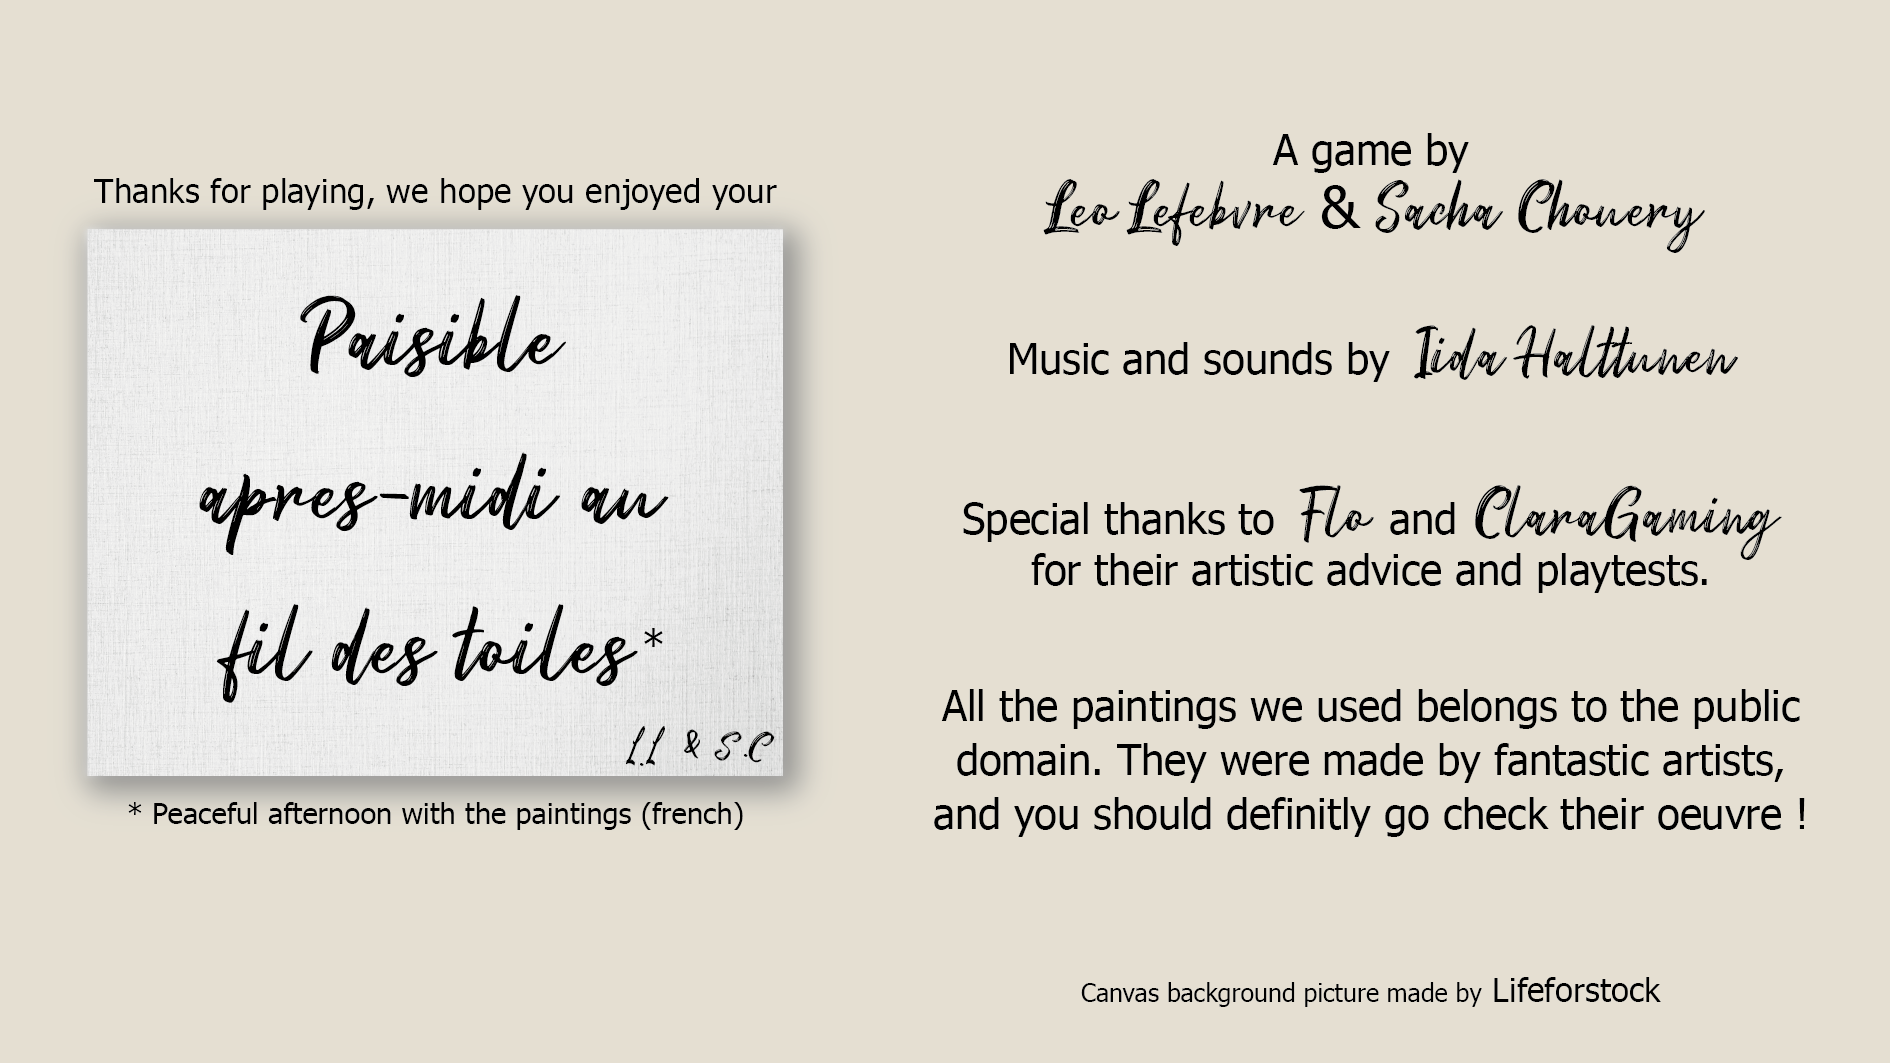 Thanks for playing, we hope you enjoyed your
Paisible
apres-midi au
fil des toiles*
L.L & S.C
* Peaceful afternoon with the paintings (french)
A game by
Leo Lefebvre & Sacha Chouery
Music and sounds by Iida Halttunen
Special thanks to Flo and ClaraGaming
for their artistic advice and playtests.
All the paintings we used belongs to the public
domain. They were made by fantastic artists,
and you should definitly go check their oeuvre !
Canvas background picture made by Lifeforstock